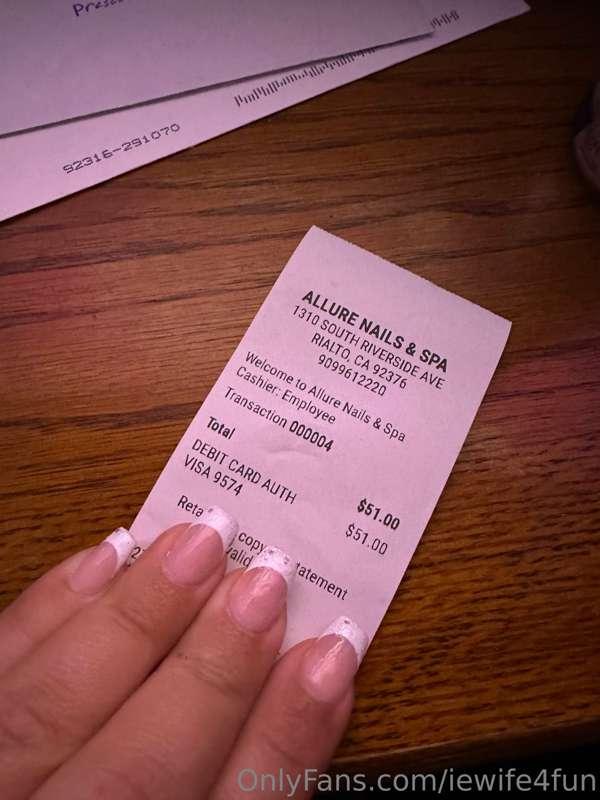 92316-291070
ALLURE NAILS & SPA
1310 SOUTH RIVERSIDE AVE
RIALTO, CA 92376
9099612220
Welcome to Allure Nails & Spa
Cashier: Employee
Transaction 000004
Total $51.00
DEBIT CARD AUTH $51.00
VISA 9574
copy
OnlyFans.com/iewife4fun